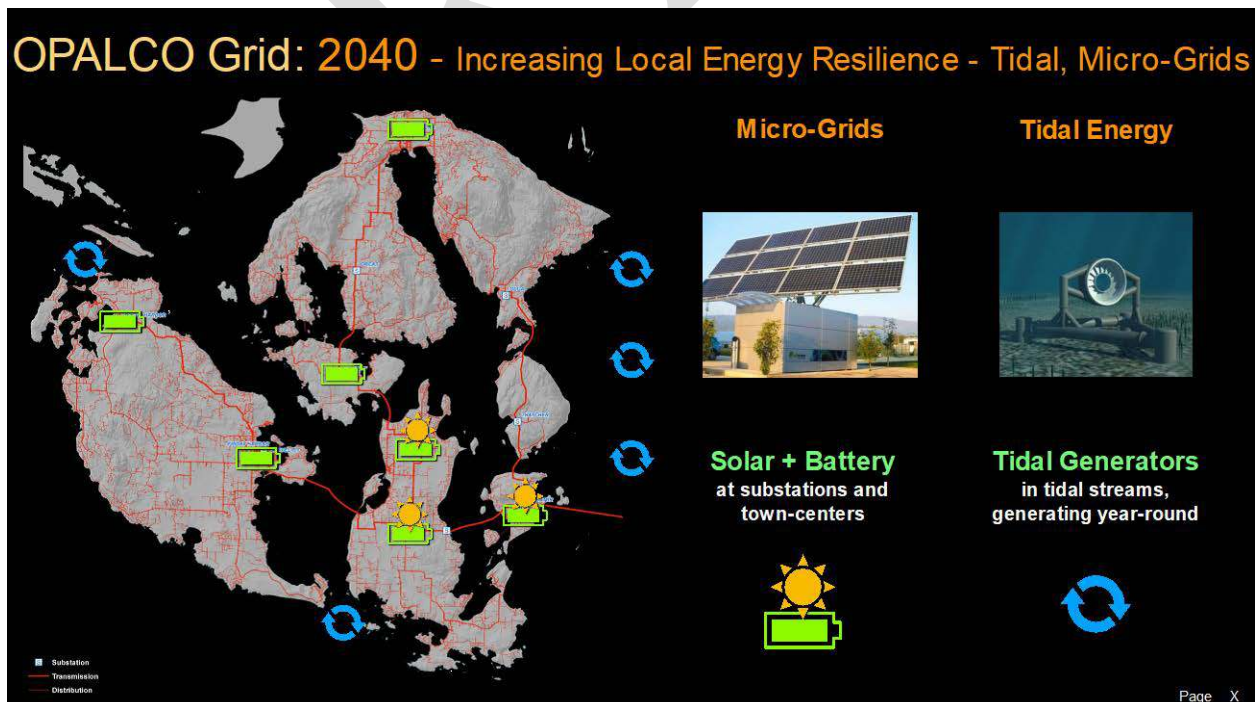 OPALCO Grid: 2040 - Increasing Local Energy Resilience - Tidal, Micro-Grids
Micro-Grids
Tidal Energy
Solar + Battery
at substations and
town-centers
Tidal Generators
in tidal streams,
generating year-round
S
S
S
S Substation
Transmission
Distribution
Page X